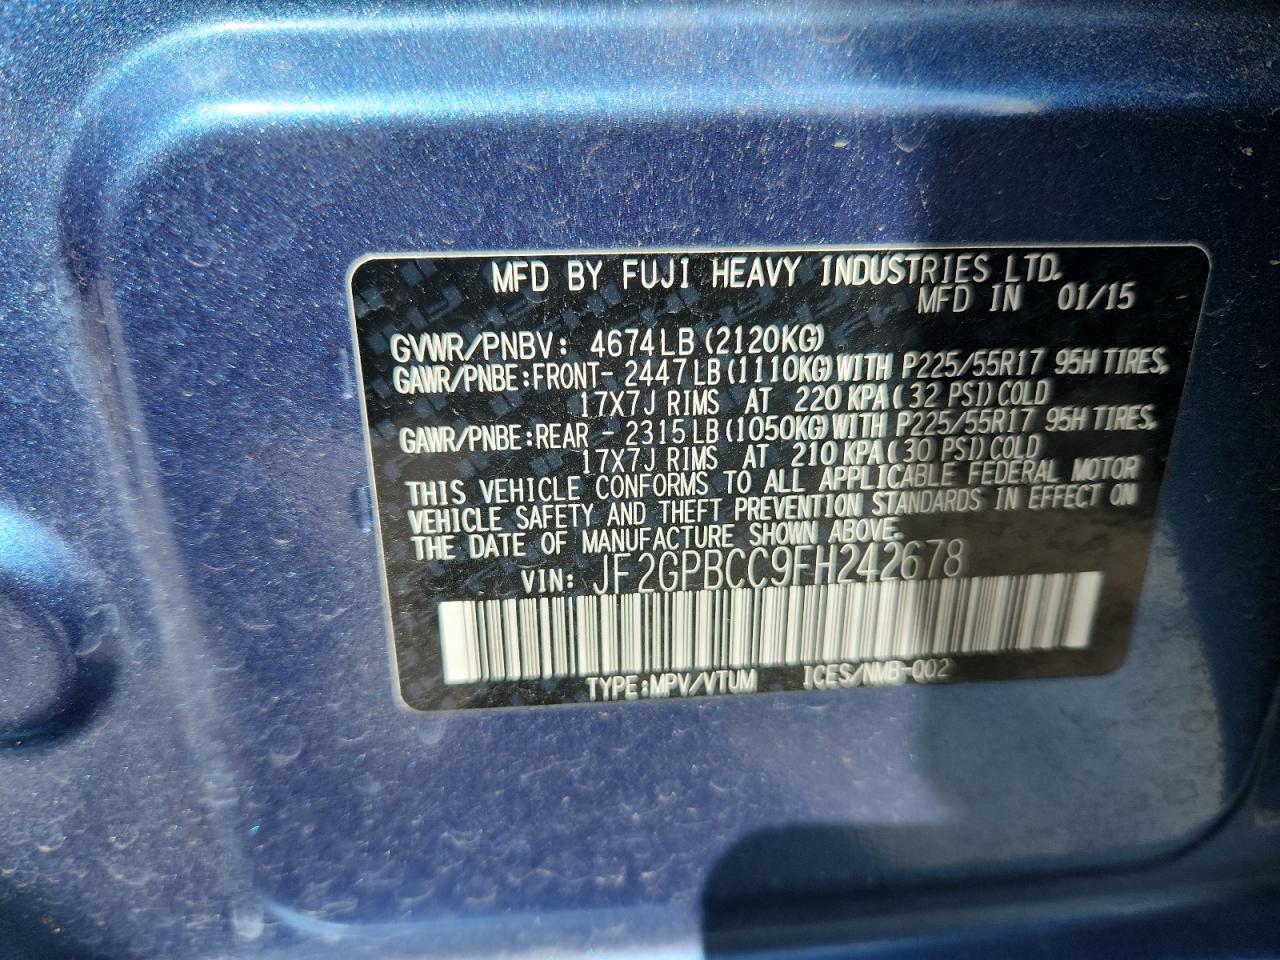 MFD BY FUJI HEAVY INDUSTRIES LTD.
MFD IN 01/15
GVWR/PNBV: 4674LB(2120KG)
GAWR/PNBE:FRONT- 2447LB(1110KG)WITH P225/55R17 95H TIRES,
17X7J RIMS AT 220 KPA(32 PSI)COLD
GAWR/PNBE:REAR - 2315LB(1050KG)WITH P225/55R17 95H TIRES,
17X7J RIMS AT 210 KPA(30 PSI)COLD
THIS VEHICLE CONFORMS TO ALL APPLICABLE FEDERAL MOTOR
VEHICLE SAFETY AND THEFT PREVENTION STANDARDS IN EFFECT ON
THE DATE OF MANUFACTURE SHOWN ABOVE.
VIN: JF2GPBCC9FH242678
TYPE:MPV/VTUM ICES/NMB-002